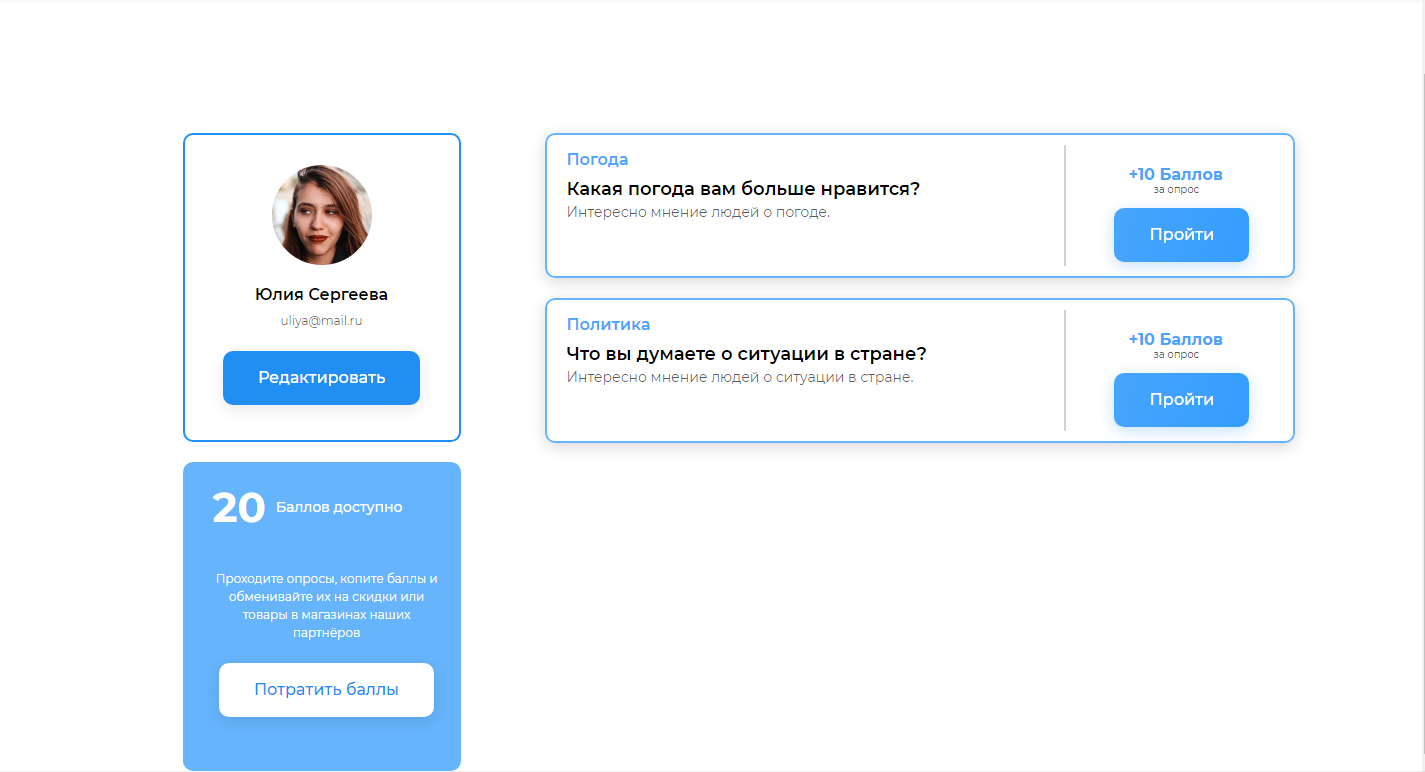 Юлия Сергеева
uliya@mail.ru
Редактировать
20 Баллов доступно
Проходите опросы, копите баллы и
обменивайте их на скидки или
товары в магазинах наших
партнёров
Потратить баллы
Погода
Какая погода вам больше нравится?
Интересно мнение людей о погоде.
+10 Баллов
за опрос
Пройти
Политика
Что вы думаете о ситуации в стране?
Интересно мнение людей о ситуации в стране.
+10 Баллов
за опрос
Пройти